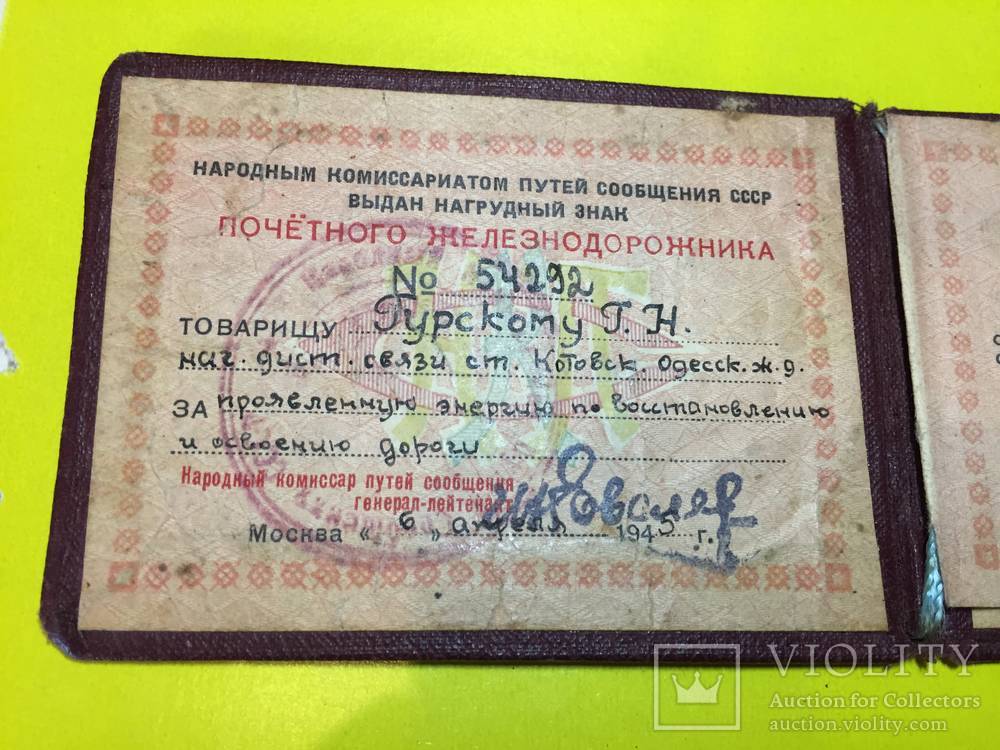 НАРОДНЫМ КОМИССАРИАТОМ ПУТЕЙ СООБЩЕНИЯ СССР
ВЫДАН НАГРУДНЫЙ ЗНАК
ПОЧЁТНОГО ЖЕЛЕЗНОДОРОЖНИКА
№ 54292
ТОВАРИЩУ Гурскому Г. Н.
нач. дист. связи ст. Котовск. Одесск. ж. д.
ЗА проявленную энергию по восстановлению
и освоению дороги
Народный комиссар путей сообщения
генерал-лейтенант Ковалев
Москва « 6 » апреля 1945 г.
VIOLITY
Auction for Collectors
auction.violity.com